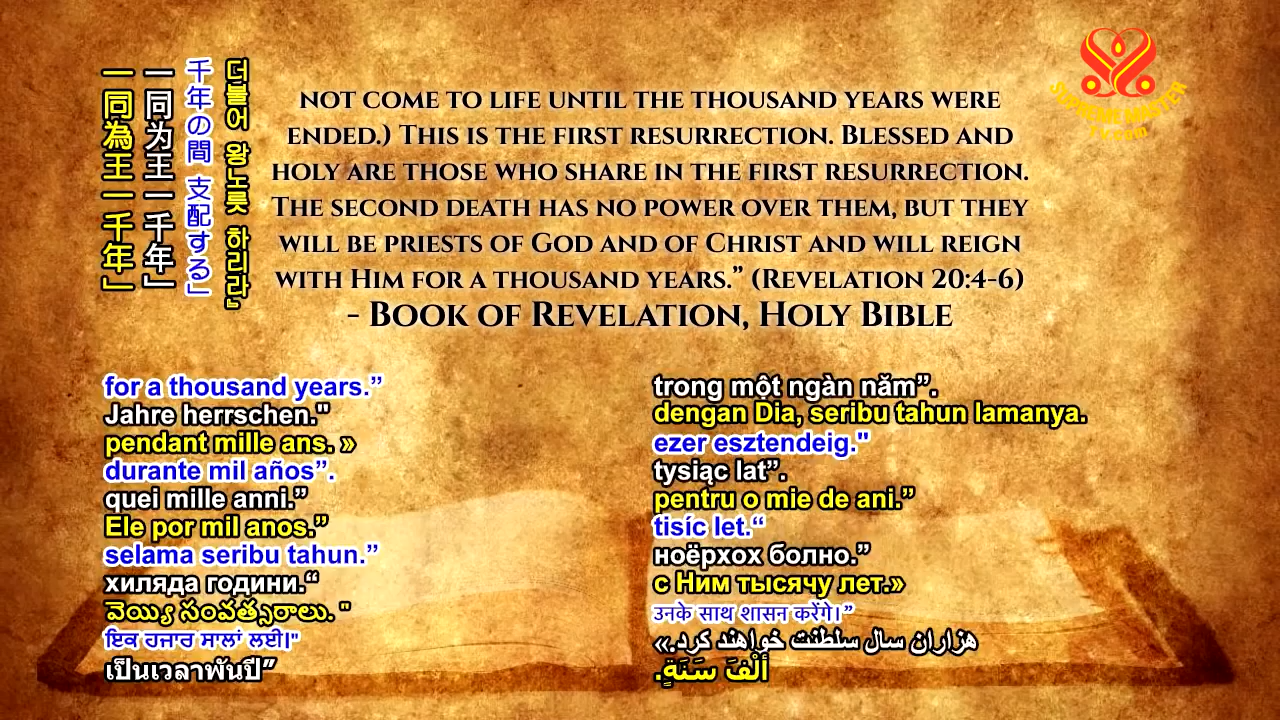 一同為王一千年」
一同为王一千年」
千年の間 支配する」
더불어 왕노릇 하리라』
NOT COME TO LIFE UNTIL THE THOUSAND YEARS WERE
ENDED.) THIS IS THE FIRST RESURRECTION. BLESSED AND
HOLY ARE THOSE WHO SHARE IN THE FIRST RESURRECTION.
THE SECOND DEATH HAS NO POWER OVER THEM, BUT THEY
WILL BE PRIESTS OF GOD AND OF CHRIST AND WILL REIGN
WITH HIM FOR A THOUSAND YEARS.” (REVELATION 20:4-6)
- BOOK OF REVELATION, HOLY BIBLE
SUPREME MASTER
TV.com
for a thousand years.”
Jahre herrschen."
pendant mille ans. »
durante mil años”.
quei mille anni.”
Ele por mil anos.”
selama seribu tahun.”
хиляда години.“
వెయ్యి సంవత్సరాలు. "
ਇਕ ਹਜਾਰ ਸਾਲਾਂ ਲਈ।"
เป็นเวลาพันปี”
trong một ngàn năm”.
dengan Dia, seribu tahun lamanya.
ezer esztendeig."
tysiąc lat”.
pentru o mie de ani.”
tisíc let.“
ноёрхох болно.”
с Ним тысячу лет.»
उनके साथ शासन करेंगे।”
هزاران سال سلطنت خواهند کرد.»
أَلْفَ سَنَةٍ.